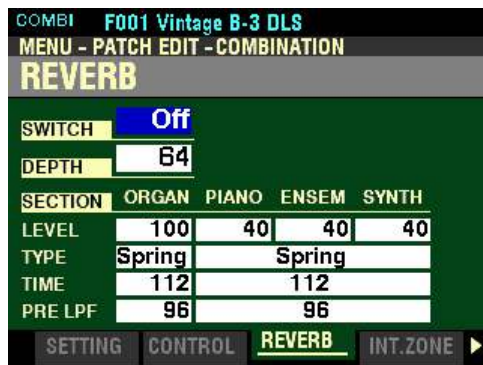 COMBI F001 Vintage B-3 DLS
MENU - PATCH EDIT - COMBINATION
REVERB
SWITCH Off
DEPTH 64
SECTION ORGAN PIANO ENSEM SYNTH
LEVEL 100 40 40 40
TYPE Spring Spring
TIME 112 112
PRE LPF 96 96
SETTING CONTROL REVERB INT.ZONE